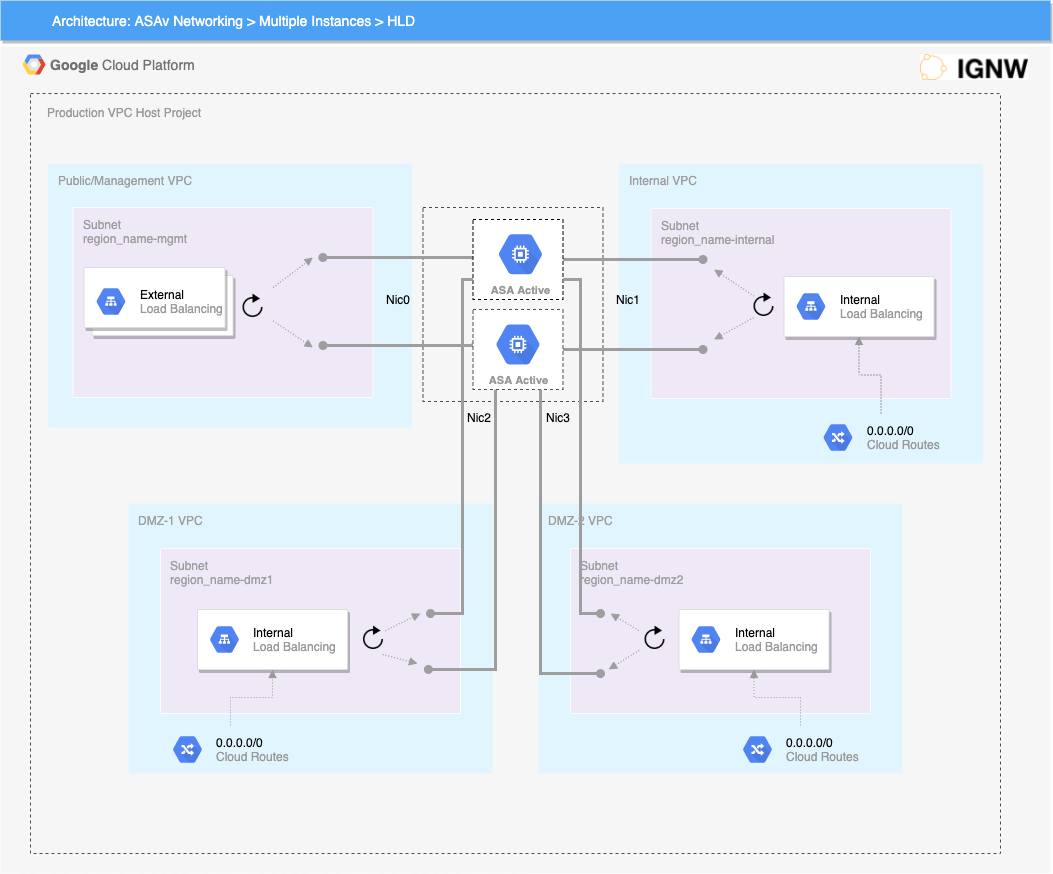 Architecture: ASAv Networking > Multiple Instances > HLD
Google Cloud Platform
IGNW
Production VPC Host Project
Public/Management VPC
Subnet
region_name-mgmt
External
Load Balancing
Nic0
ASA Active
ASA Active
Nic1
Internal VPC
Subnet
region_name-internal
Internal
Load Balancing
0.0.0.0/0
Cloud Routes
Nic2
Nic3
DMZ-1 VPC
Subnet
region_name-dmz1
Internal
Load Balancing
0.0.0.0/0
Cloud Routes
DMZ-2 VPC
Subnet
region_name-dmz2
Internal
Load Balancing
0.0.0.0/0
Cloud Routes